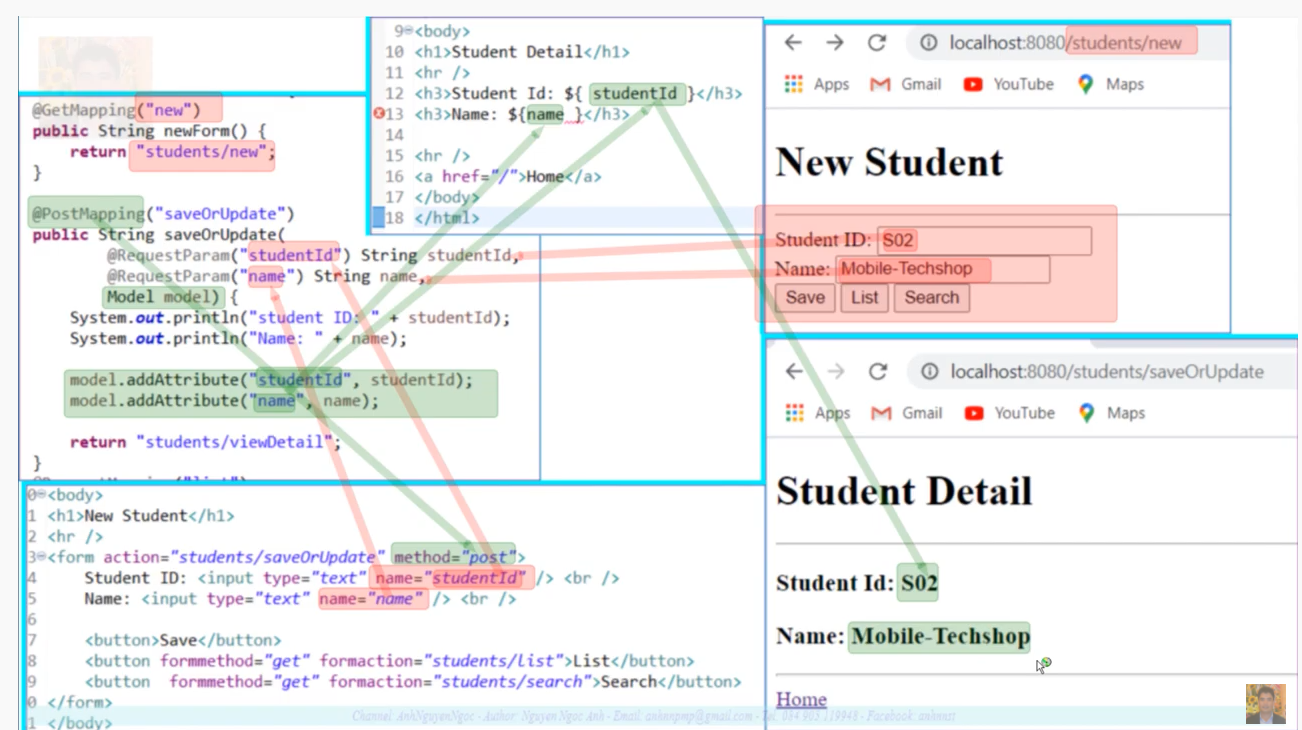 @GetMapping("new")
public String newForm() {
return "students/new";
}
@PostMapping("saveOrUpdate")
public String saveOrUpdate(
@RequestParam("studentId") String studentId,
@RequestParam("name") String name,
Model model) {
System.out.println("student ID: " + studentId);
System.out.println("Name: " + name);
model.addAttribute("studentId", studentId);
model.addAttribute("name", name);
return "students/viewDetail";
}
9 <body>
10 <h1>Student Detail</h1>
11 <hr />
12 <h3>Student Id: ${ studentId }</h3>
13 <h3>Name: ${name }</h3>
14
15 <hr />
16 <a href="/">Home</a>
17 </body>
18 </html>
localhost:8080/students/new
Apps Gmail YouTube Maps
New Student
Student ID: S02
Name: Mobile-Techshop
Save List Search
localhost:8080/students/saveOrUpdate
Apps Gmail YouTube Maps
Student Detail
Student Id: S02
Name: Mobile-Techshop
Home
0 <body>
1 <h1>New Student</h1>
2 <hr />
3 <form action="students/saveOrUpdate" method="post">
4 Student ID: <input type="text" name="studentId" /> <br />
5 Name: <input type="text" name="name" /> <br />
6
7 <button>Save</button>
8 <button formmethod="get" formaction="students/list">List</button>
9 <button formmethod="get" formaction="students/search">Search</button>
0 </form>
1 </body>
Channel: AnhNguyenNgoc - Author: Nguyen Ngoc Anh - Email: anhnnpmp@gmail.com - Tel: 084 903 119948 - Facebook: anhnnst